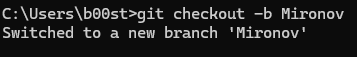 C:\Users\b00st>git checkout -b Mironov
Switched to a new branch 'Mironov'